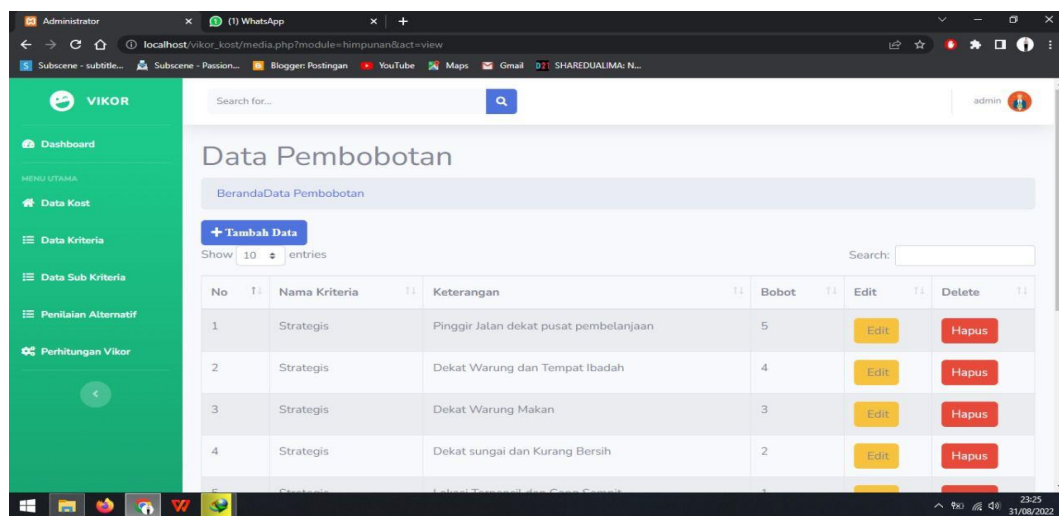 Administrator
(1) WhatsApp
localhost/vikor_kost/media.php?module=himpunan&act=view
Subscene - subtitle...
Subscene - Passion...
Blogger: Postingan
YouTube
Maps
Gmail
SHAREDUALIMA: N...
VIKOR
Search for...
admin
Dashboard
Data Pembobotan
MENU UTAMA
BerandaData Pembobotan
Data Kost
Tambah Data
Data Kriteria
Show 10 entries
Search:
Data Sub Kriteria
No Nama Kriteria Keterangan Bobot Edit Delete
Penilaian Alternatif
1 Strategis Pinggir Jalan dekat pusat pembelanjaan 5 Edit Hapus
Perhitungan Vikor
2 Strategis Dekat Warung dan Tempat Ibadah 4 Edit Hapus
3 Strategis Dekat Warung Makan 3 Edit Hapus
4 Strategis Dekat sungai dan Kurang Bersih 2 Edit Hapus
23:25
31/08/2022